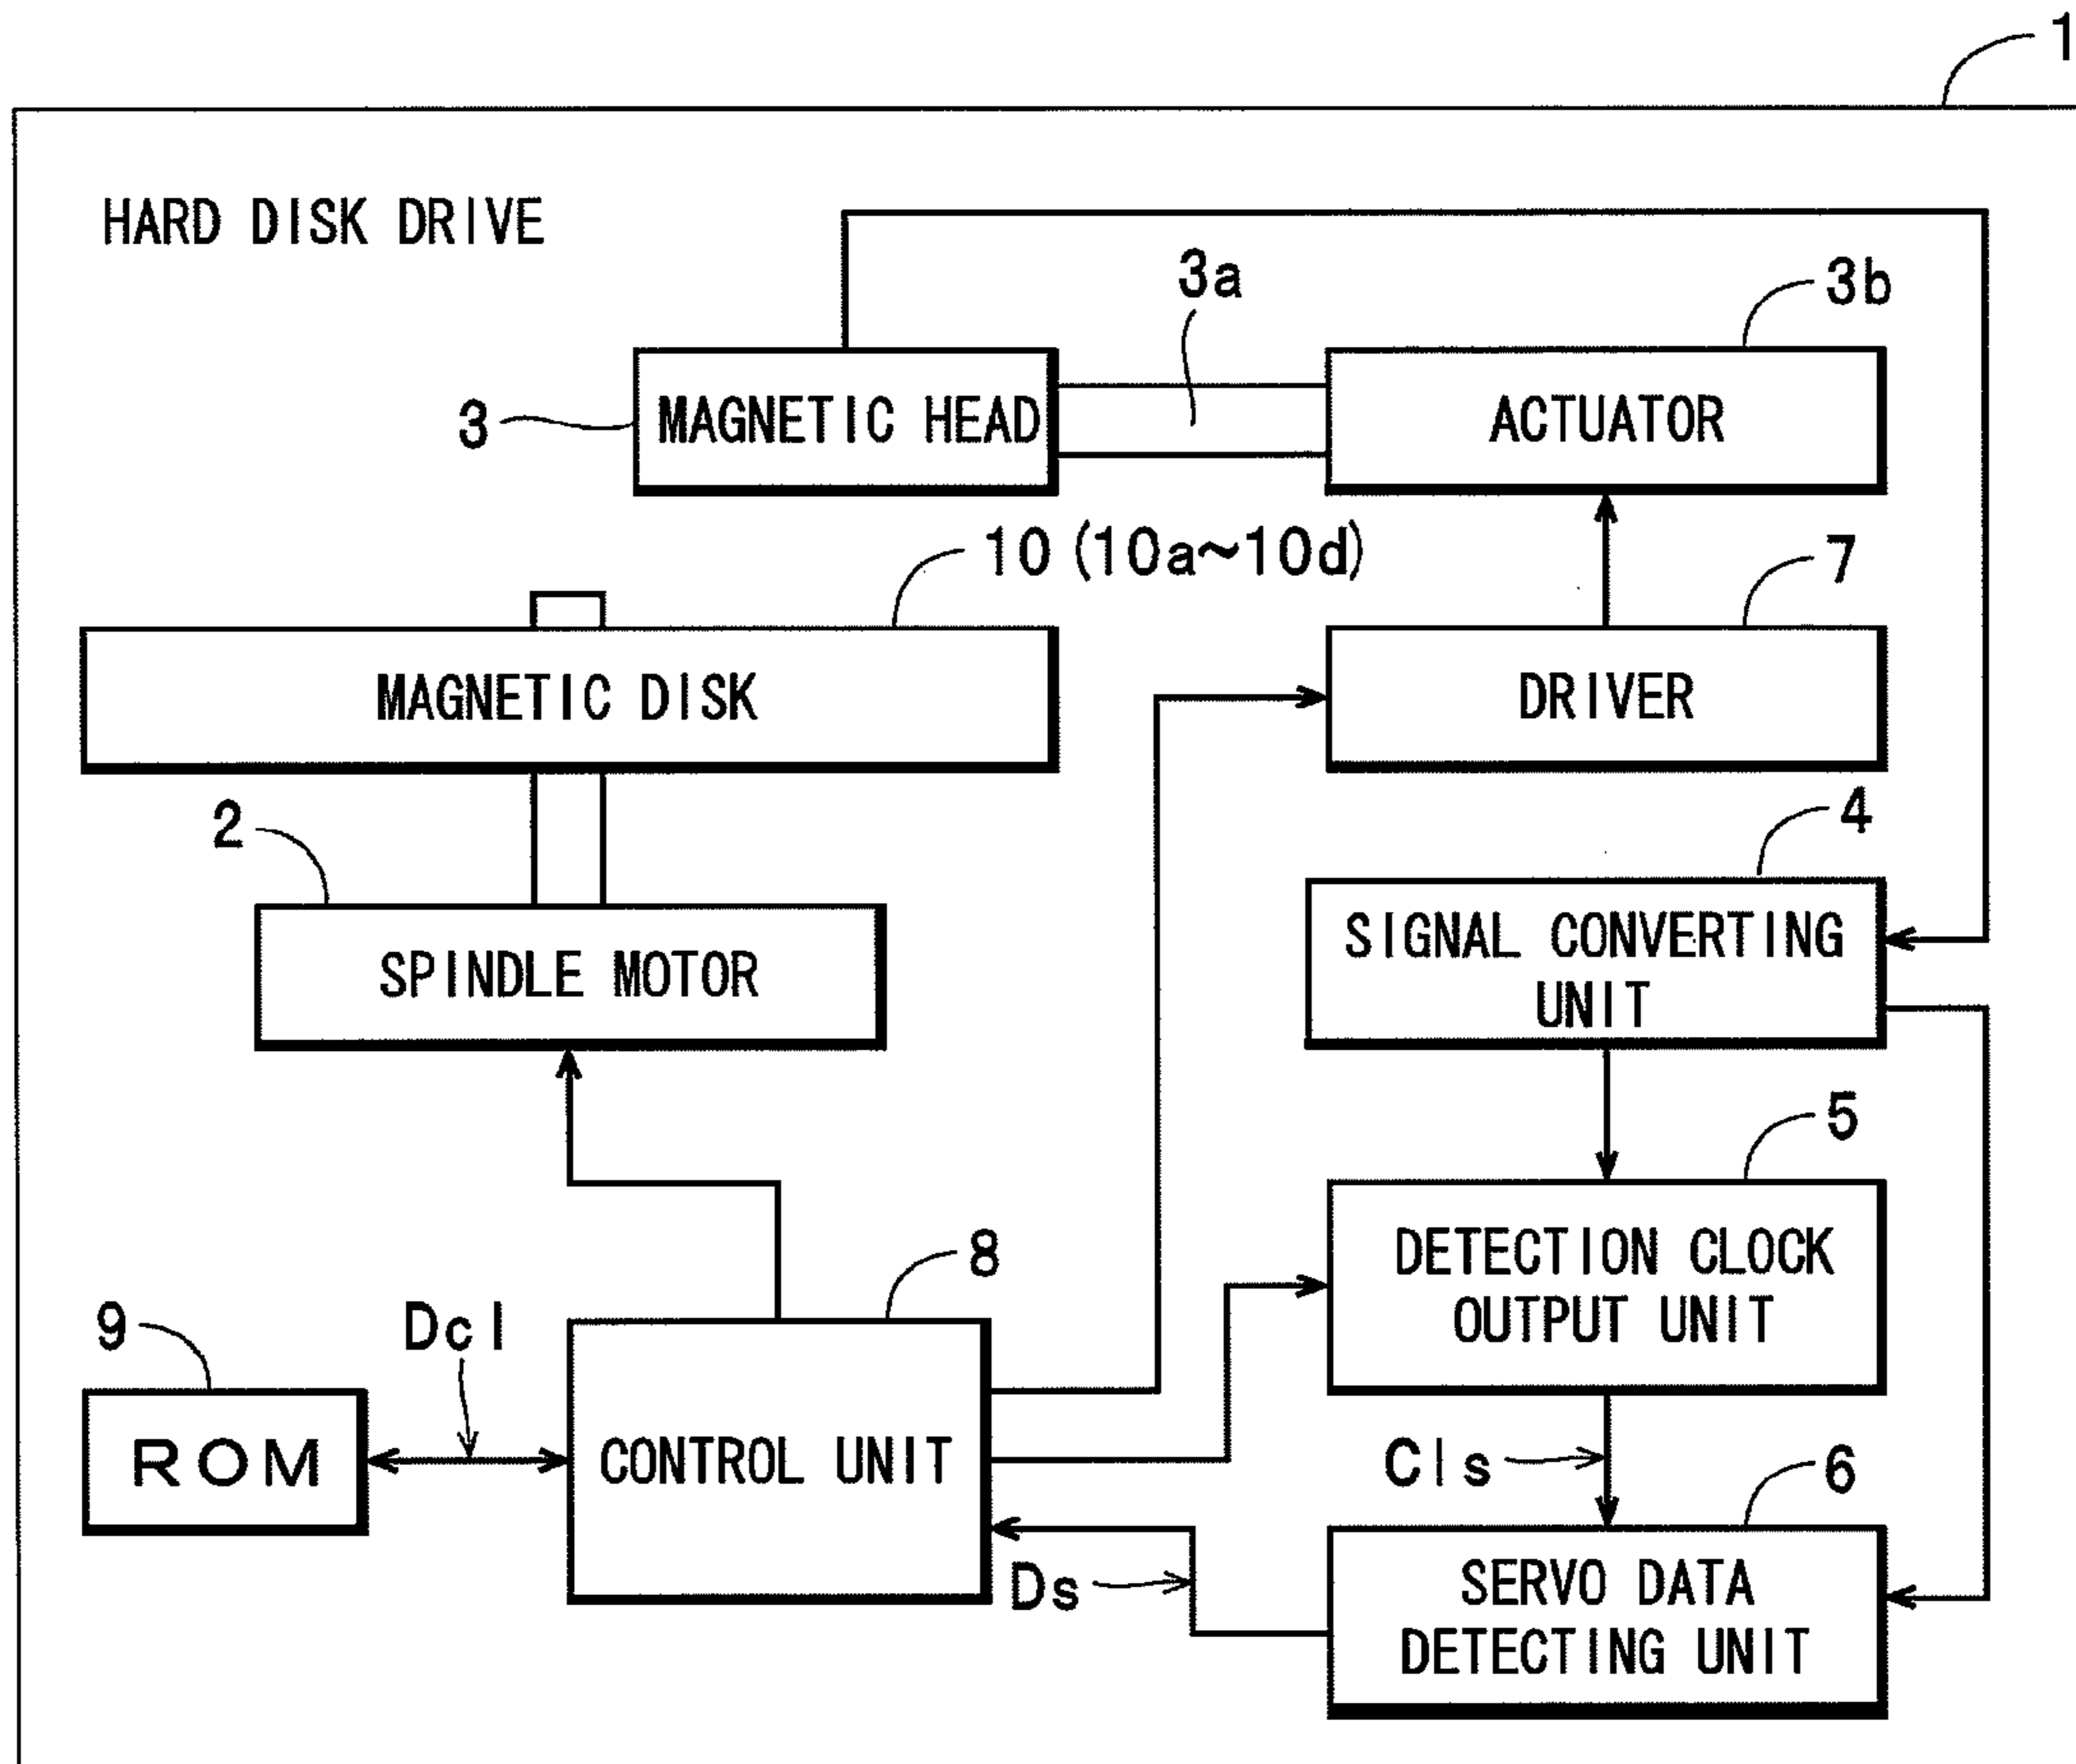 1
HARD DISK DRIVE
3a
3b
3
MAGNETIC HEAD
ACTUATOR
10 (10a~10d)
7
MAGNETIC DISK
DRIVER
2
4
SPINDLE MOTOR
SIGNAL CONVERTING
UNIT
5
8
DETECTION CLOCK
OUTPUT UNIT
9
Dcl
ROM
CONTROL UNIT
Cls
6
Ds
SERVO DATA
DETECTING UNIT